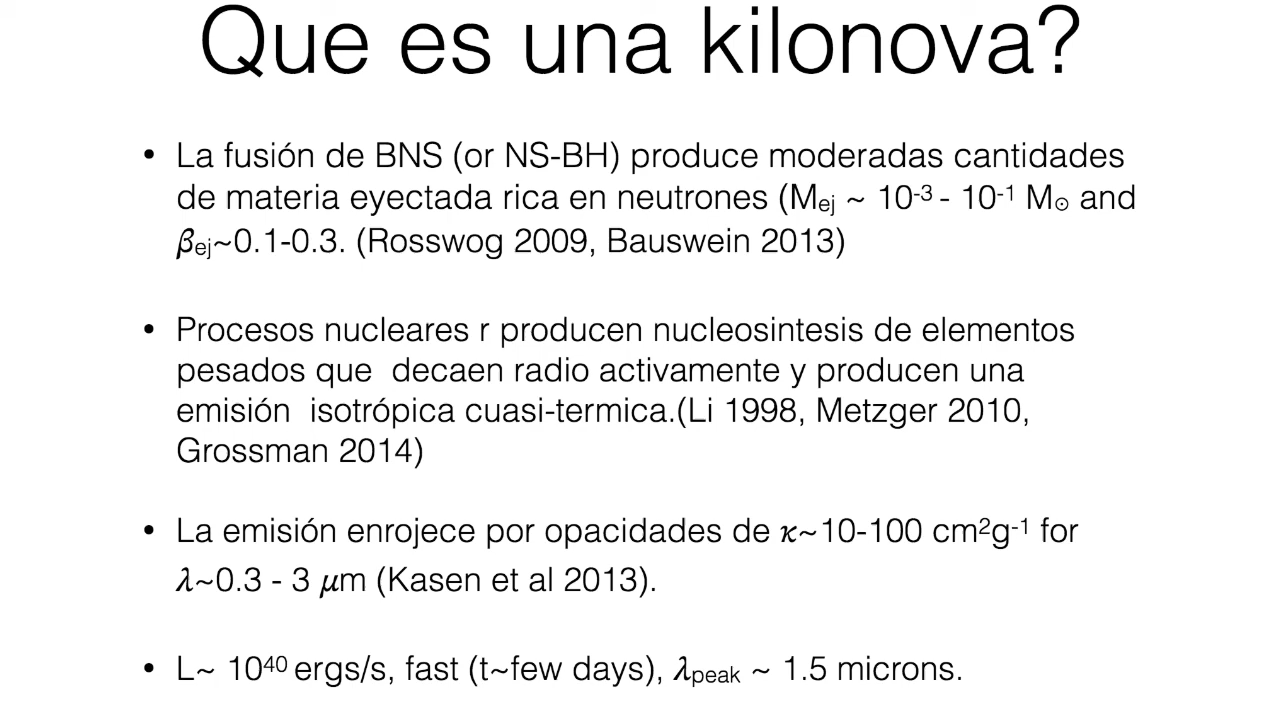 Que es una kilonova?
• La fusión de BNS (or NS-BH) produce moderadas cantidades
de materia eyectada rica en neutrones (Mej ~ 10-3 - 10-1 M⊙ and
βej~0.1-0.3. (Rosswog 2009, Bauswein 2013)
• Procesos nucleares r producen nucleosintesis de elementos
pesados que  decaen radio activamente y producen una
emisión  isotrópica cuasi-termica.(Li 1998, Metzger 2010,
Grossman 2014)
• La emisión enrojece por opacidades de κ~10-100 cm2g-1 for
λ~0.3 - 3 μm (Kasen et al 2013).
• L~ 1040 ergs/s, fast (t~few days), λpeak ~ 1.5 microns.